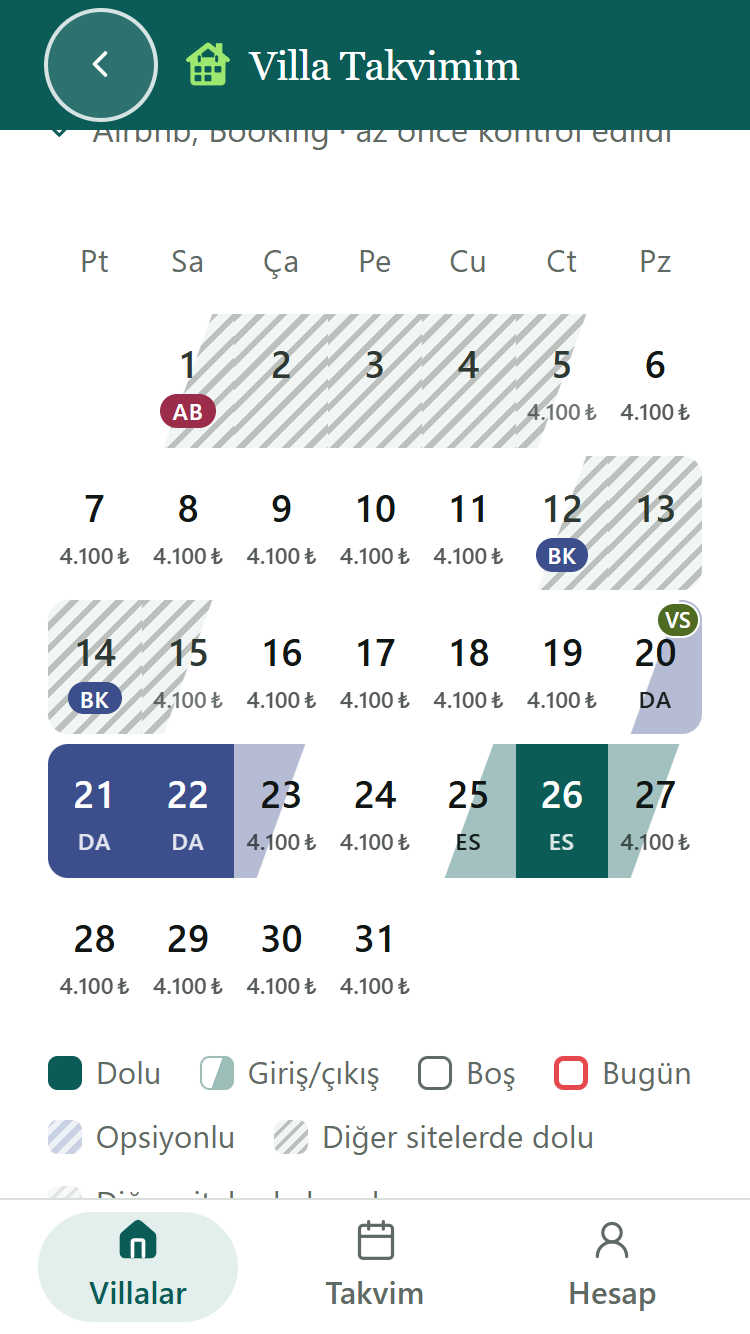 Villa Takvimim
Airbnb, Booking · az önce kontrol edildi
Pt Sa Ça Pe Cu Ct Pz
1 2 3 4 5 6
AB 4.100 ₺ 4.100 ₺
7 8 9 10 11 12 13
4.100 ₺ 4.100 ₺ 4.100 ₺ 4.100 ₺ 4.100 ₺ BK
VS
14 15 16 17 18 19 20
BK 4.100 ₺ 4.100 ₺ 4.100 ₺ 4.100 ₺ 4.100 ₺ DA
21 22 23 24 25 26 27
DA DA 4.100 ₺ 4.100 ₺ ES ES 4.100 ₺
28 29 30 31
4.100 ₺ 4.100 ₺ 4.100 ₺ 4.100 ₺
Dolu Giriş/çıkış Boş Bugün
Opsiyonlu Diğer sitelerde dolu
Villalar Takvim Hesap